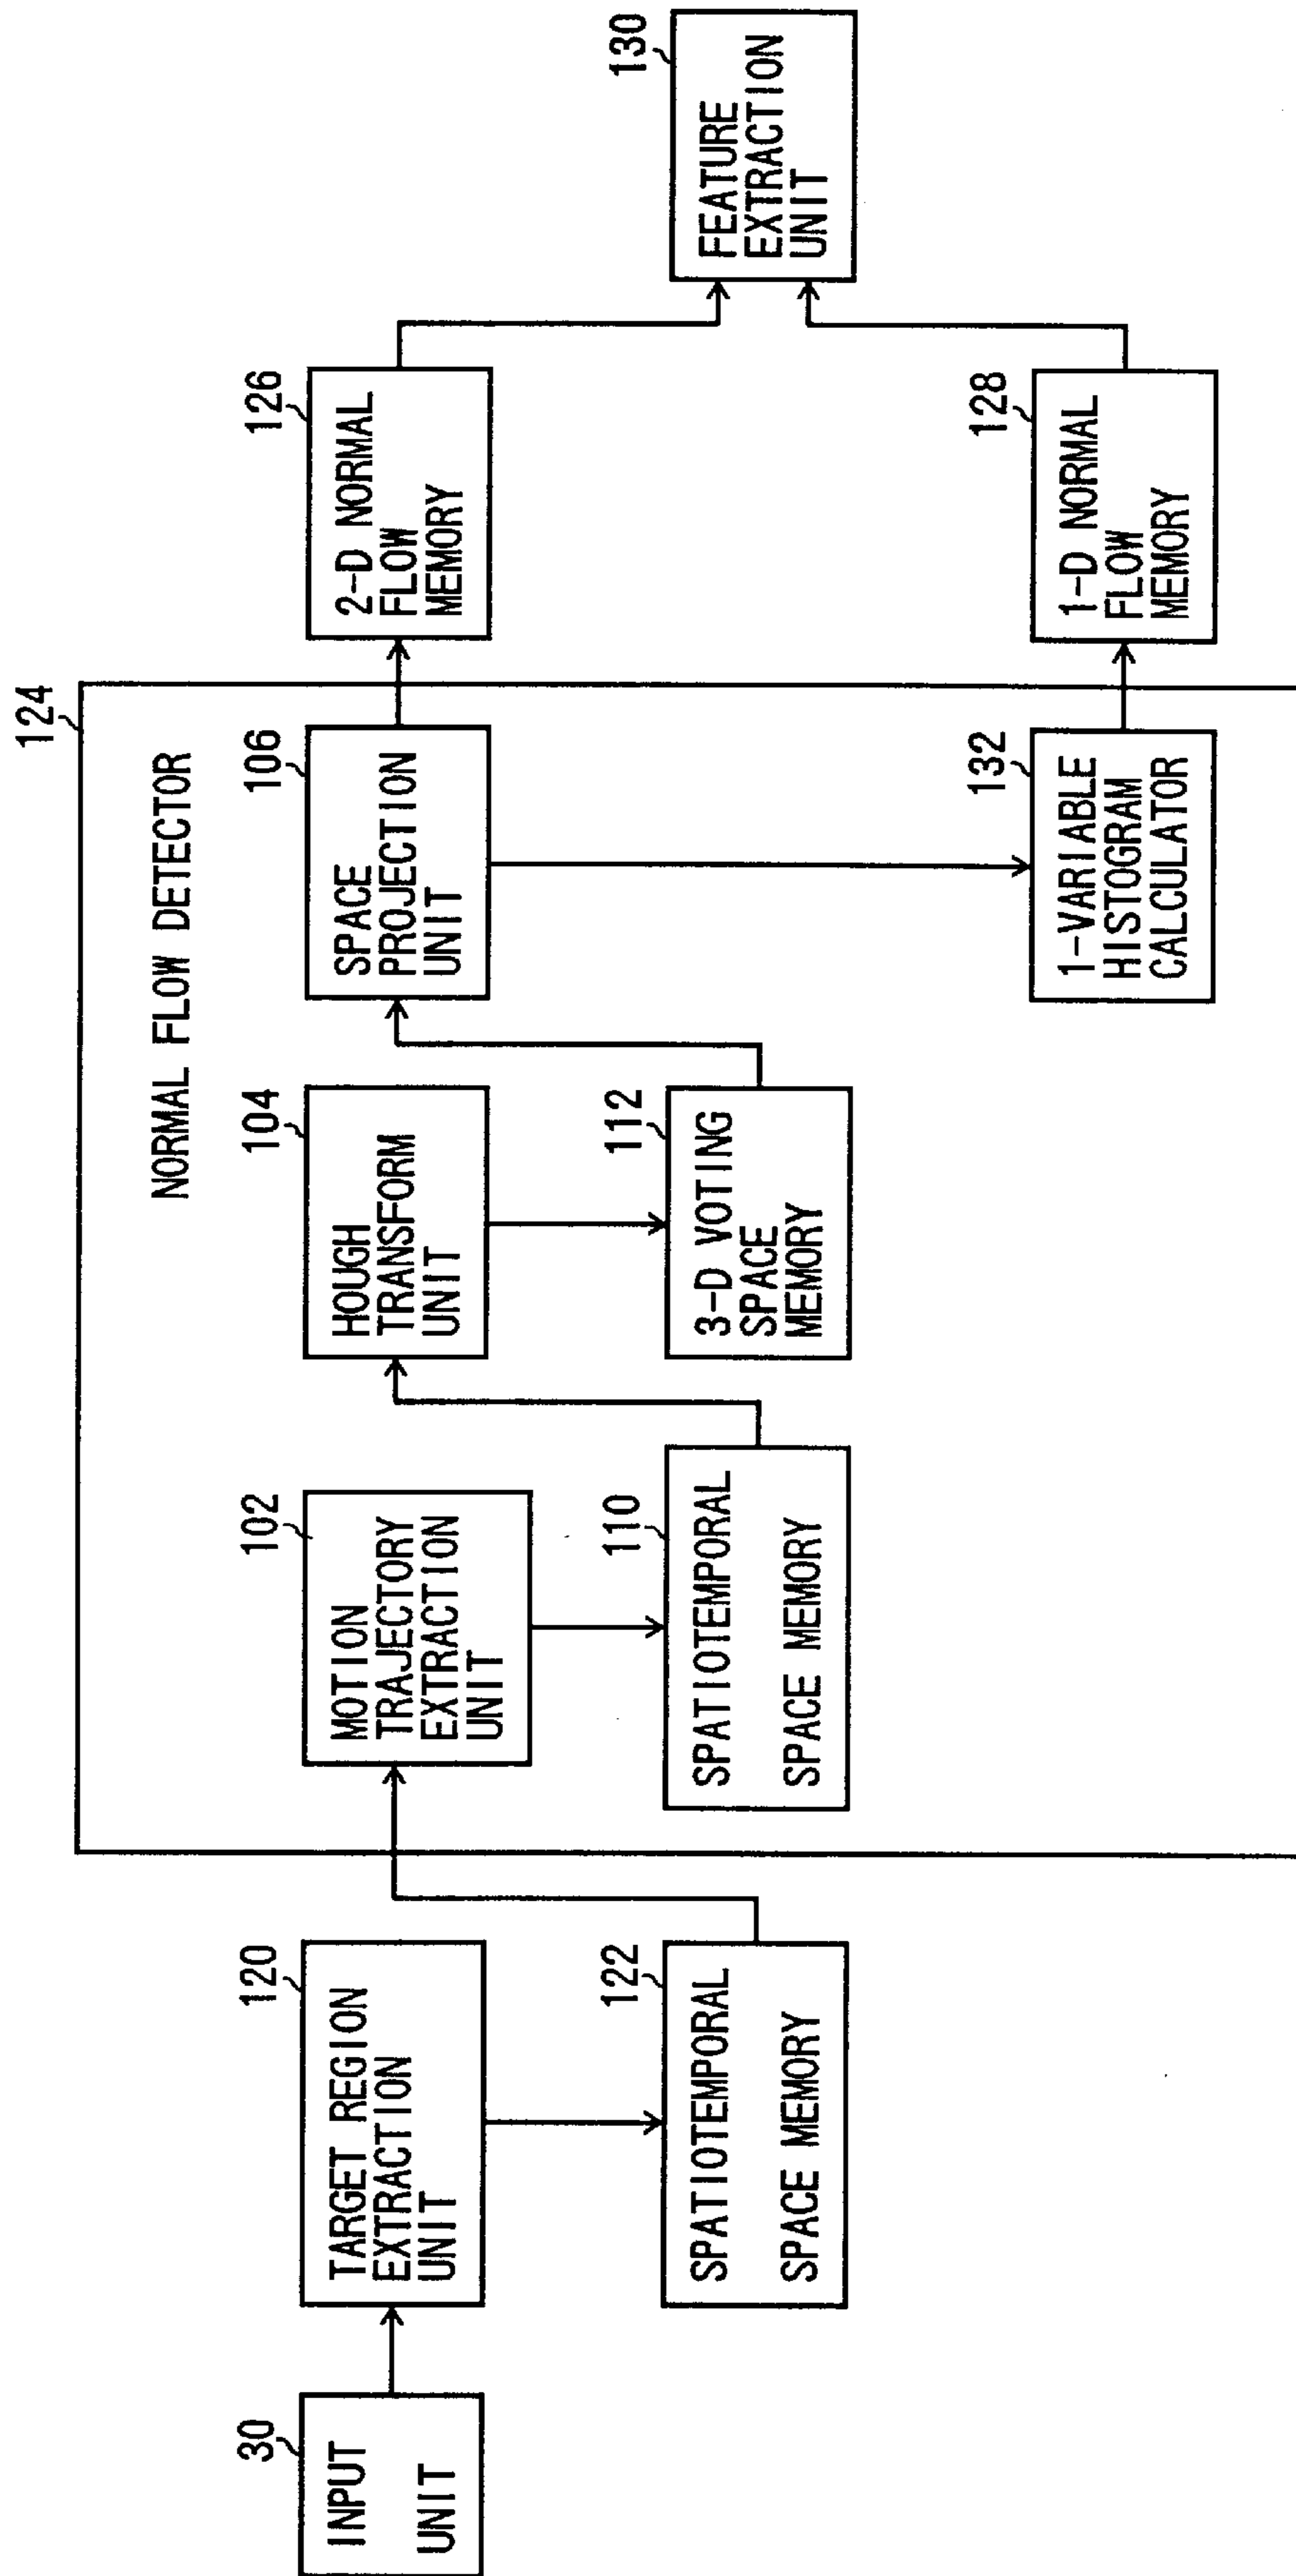 30
INPUT
UNIT
120
TARGET REGION
EXTRACTION
UNIT
122
SPATIOTEMPORAL
SPACE MEMORY
124
NORMAL FLOW DETECTOR
102
MOTION
TRAJECTORY
EXTRACTION
UNIT
110
SPATIOTEMPORAL
SPACE MEMORY
104
HOUGH
TRANSFORM
UNIT
112
3-D VOTING
SPACE
MEMORY
106
SPACE
PROJECTION
UNIT
132
1-VARIABLE
HISTOGRAM
CALCULATOR
126
2-D NORMAL
FLOW
MEMORY
128
1-D NORMAL
FLOW
MEMORY
130
FEATURE
EXTRACTION
UNIT